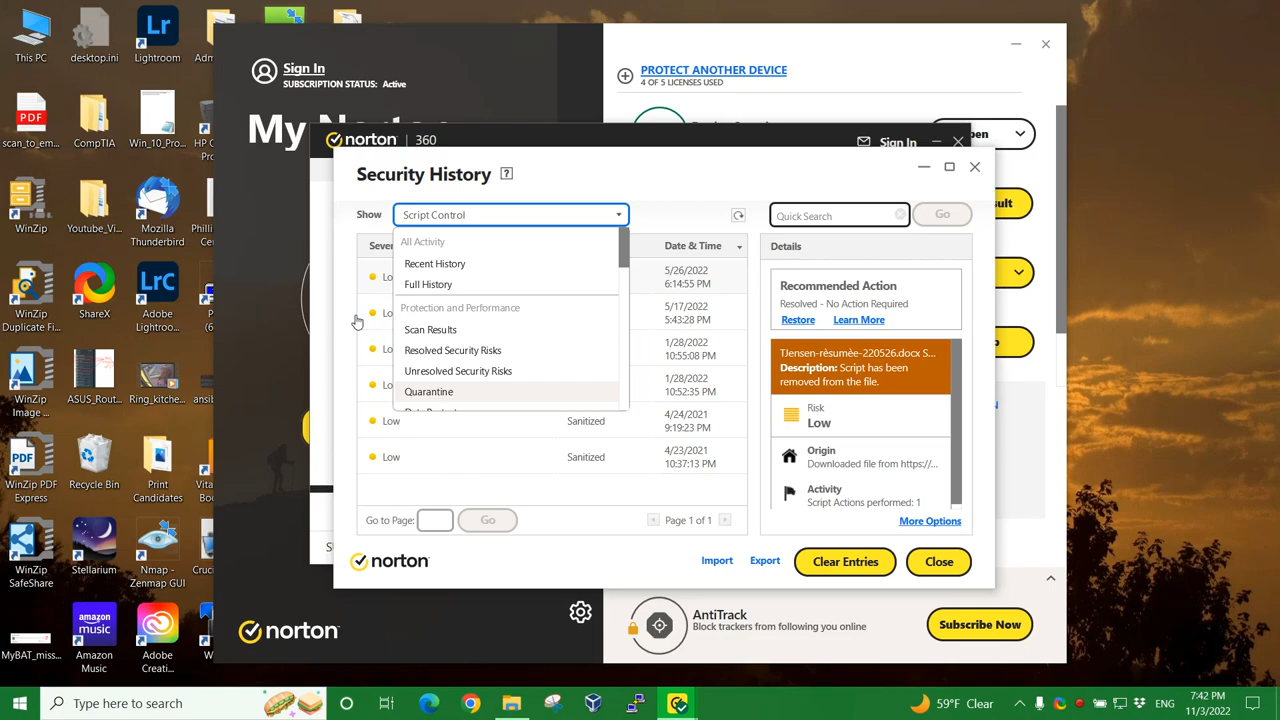 This PC
desktop.ini
Lightroom
Sign In
SUBSCRIPTION STATUS: Active
My Norton
PROTECT ANOTHER DEVICE
4 OF 5 LICENSES USED
norton | 360
Sign In
Security History ?
Show
Script Control
Quick Search
Go
All Activity
Recent History
Full History
Protection and Performance
Scan Results
Resolved Security Risks
Unresolved Security Risks
Quarantine
Date & Time
5/26/2022
6:14:55 PM
5/17/2022
5:43:28 PM
1/28/2022
10:55:08 PM
1/28/2022
10:52:35 PM
Low
Sanitized
4/24/2021
9:19:23 PM
Low
Sanitized
4/23/2021
10:37:13 PM
Go to Page:
Go
Page 1 of 1
Details
Recommended Action
Resolved - No Action Required
Restore
Learn More
TJensen-rèsumèe-220526.docx S...
Description: Script has
been removed from the file.
Risk
Low
Origin
Downloaded file from https://...
Activity
Script Actions performed: 1
More Options
norton
Import
Export
Clear Entries
Close
AntiTrack
Block trackers from following you online
Subscribe Now
norton
PDF
scan_to_em...
CompTIA
Win_10_Pro...
WinZip
Youtube_Vi...
Mozilla
Thunderbird
WinZip
Duplicate Fi...
ShareX
Adobe
Lightroo...
WinZip
Image ...
ASUS_Rout...
Ring_kitchen...
WinZip PDF
Express
Recycle Bin
Print
Candidates
WinZip
SafeShare
Stellarium
Nmap -
Zenmap GUI
MyBAT_miss...
amazon
music
Amazon
Music
Adobe
Creati...
Type here to search
59°F Clear
ENG
7:42 PM
11/3/2022